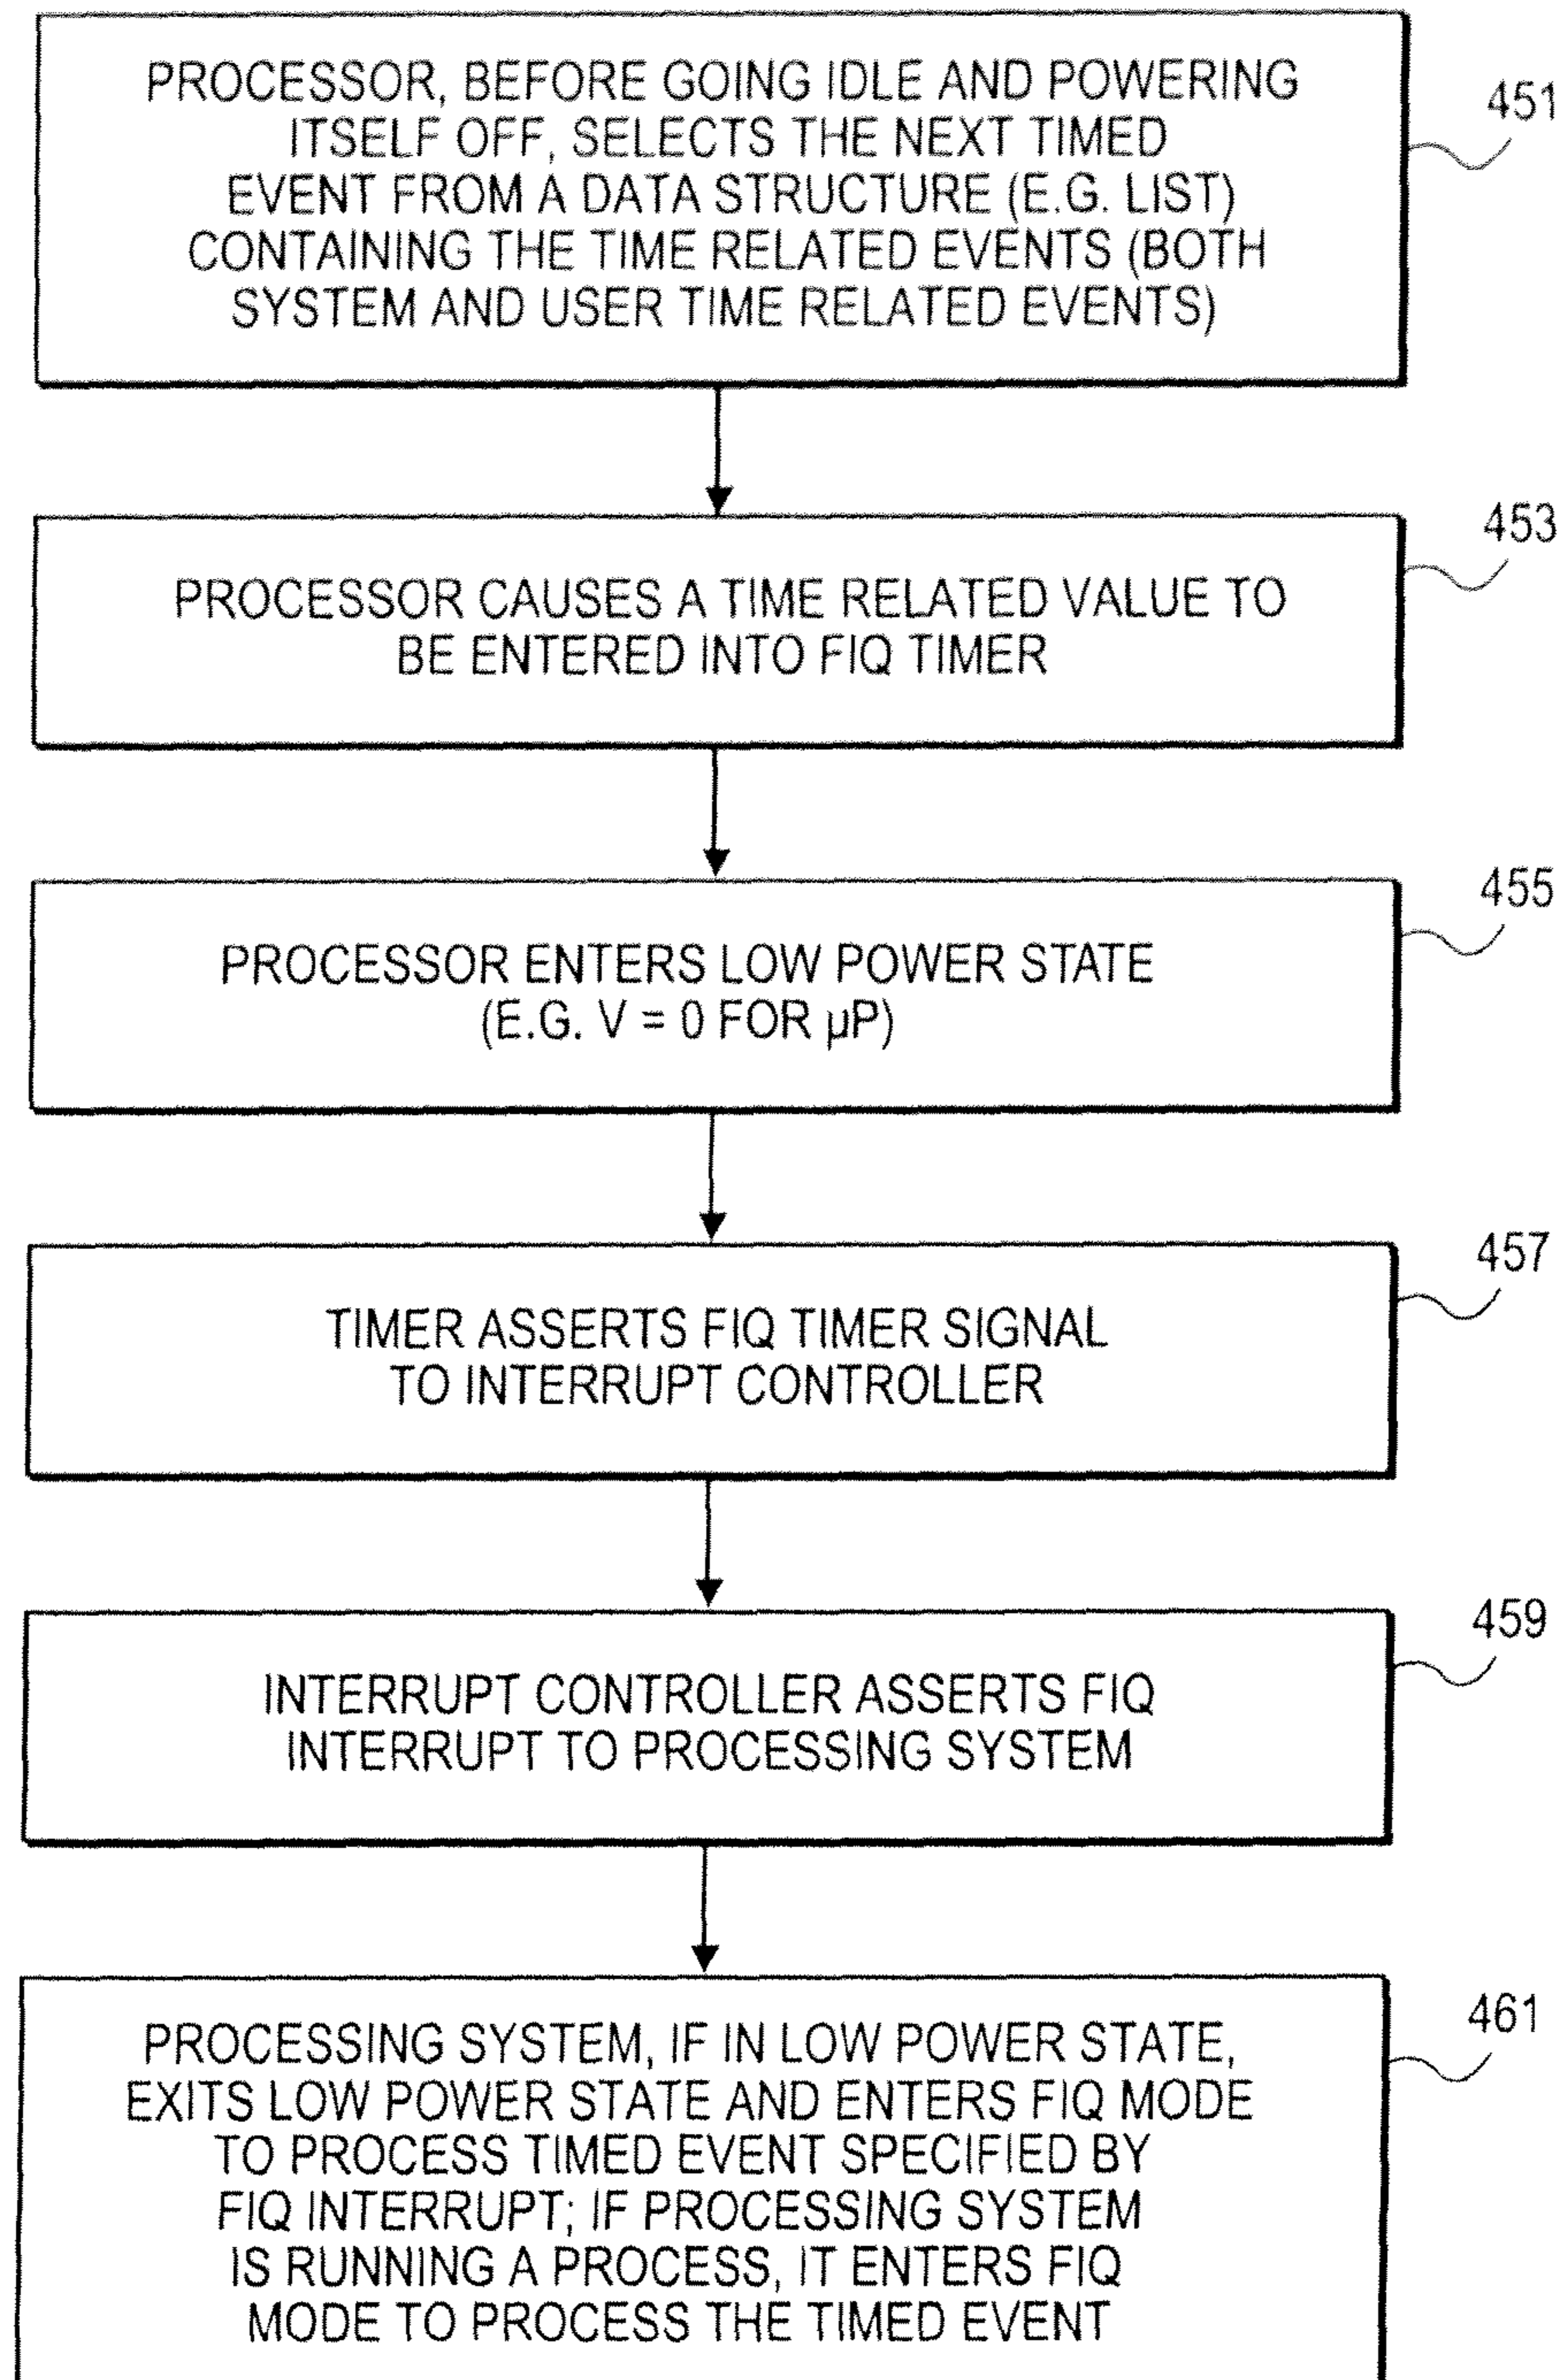 PROCESSOR, BEFORE GOING IDLE AND POWERING
ITSELF OFF, SELECTS THE NEXT TIMED
EVENT FROM A DATA STRUCTURE (E.G. LIST)
CONTAINING THE TIME RELATED EVENTS (BOTH
SYSTEM AND USER TIME RELATED EVENTS)
451
PROCESSOR CAUSES A TIME RELATED VALUE TO
BE ENTERED INTO FIQ TIMER
453
PROCESSOR ENTERS LOW POWER STATE
(E.G. V = 0 FOR µP)
455
TIMER ASSERTS FIQ TIMER SIGNAL
TO INTERRUPT CONTROLLER
457
INTERRUPT CONTROLLER ASSERTS FIQ
INTERRUPT TO PROCESSING SYSTEM
459
PROCESSING SYSTEM, IF IN LOW POWER STATE,
EXITS LOW POWER STATE AND ENTERS FIQ MODE
TO PROCESS TIMED EVENT SPECIFIED BY
FIQ INTERRUPT; IF PROCESSING SYSTEM
IS RUNNING A PROCESS, IT ENTERS FIQ
MODE TO PROCESS THE TIMED EVENT
461